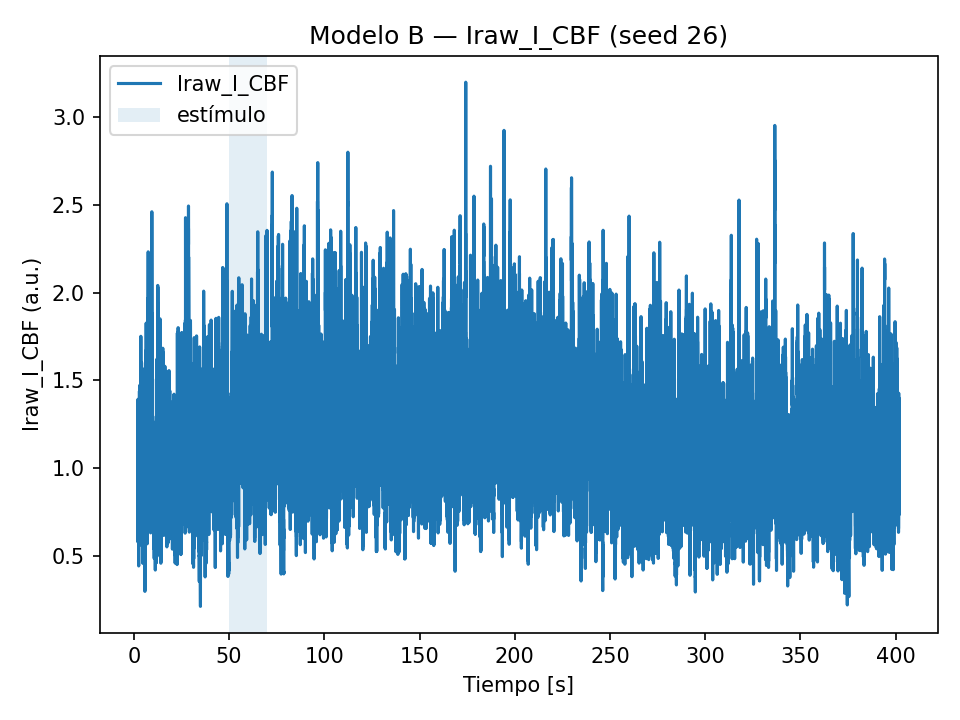 Modelo B — Iraw_I_CBF (seed 26)
Iraw_I_CBF
estímulo
Iraw_I_CBF (a.u.)
3.0
2.5
2.0
1.5
1.0
0.5
0 50 100 150 200 250 300 350 400
Tiempo [s]